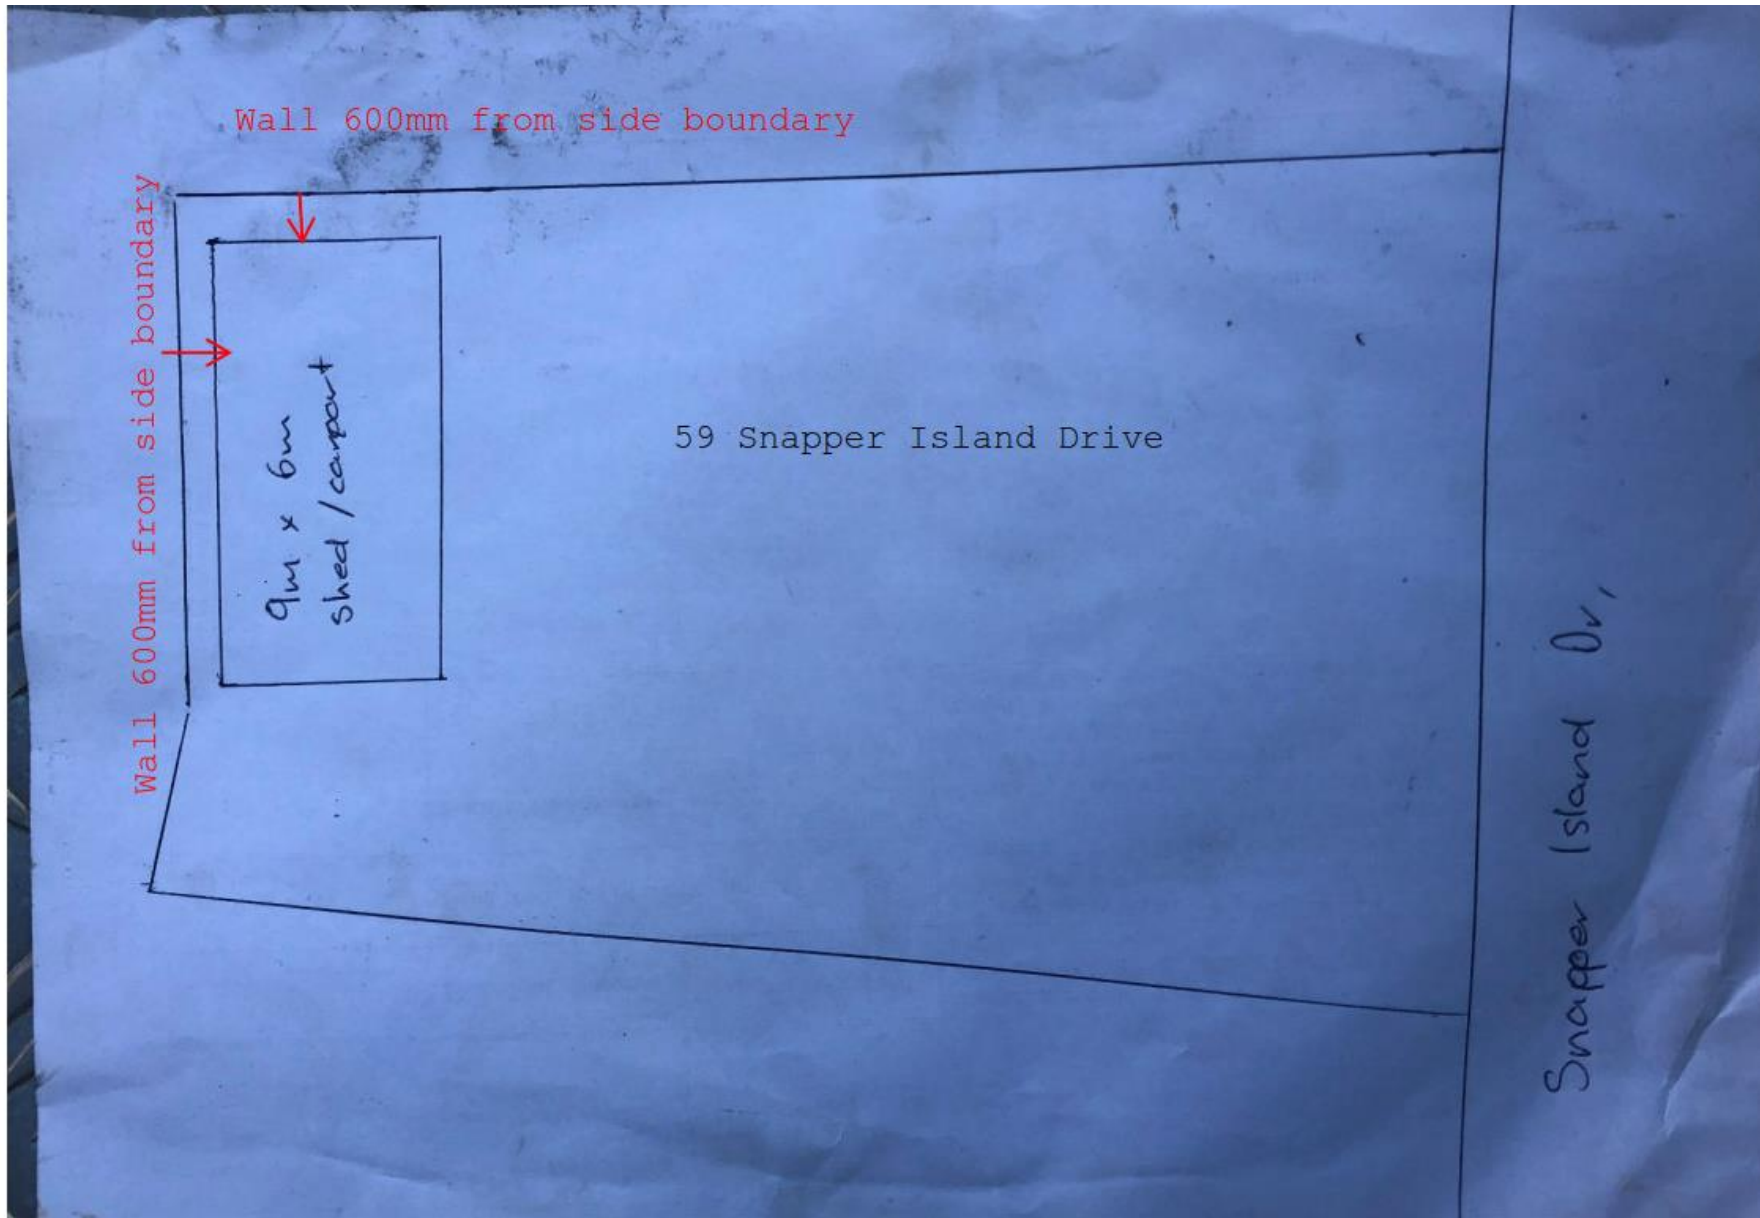 Wall 600mm from side boundary
Wall 600mm from side boundary
9m x 6m
shed / carport
59 Snapper Island Drive
Snapper Island Dr,